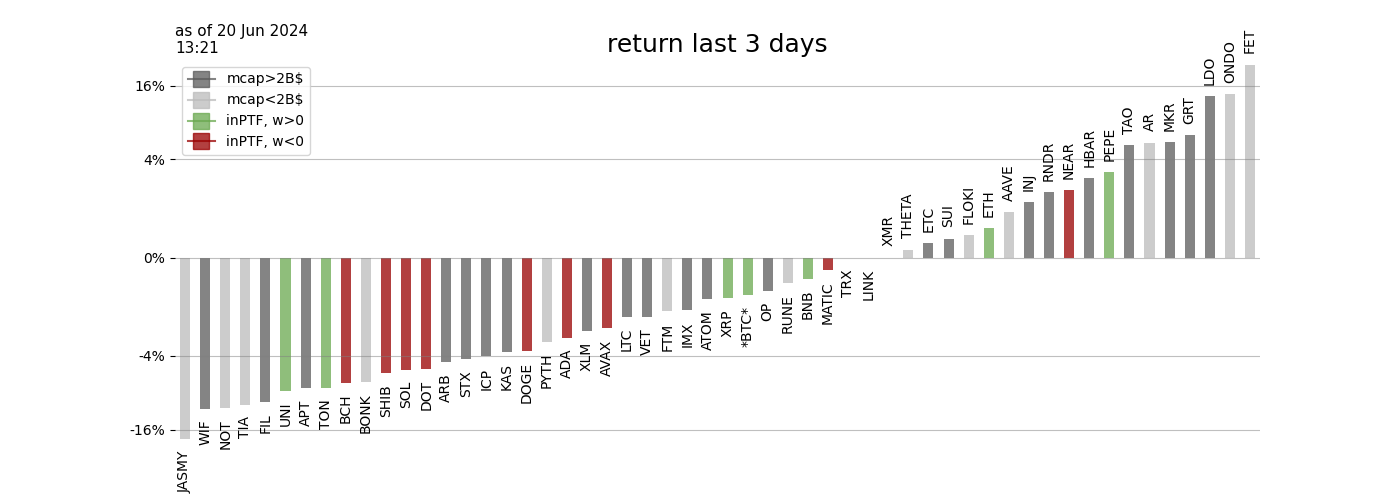 as of 20 Jun 2024
13:21
return last 3 days
mcap>2B$
mcap<2B$
inPTF, w>0
inPTF, w<0
16%
4%
0%
-4%
-16%
JASMY
WIF
NOT
TIA
FIL
UNI
APT
TON
BCH
BONK
SHIB
SOL
DOT
ARB
STX
ICP
KAS
DOGE
PYTH
ADA
XLM
AVAX
LTC
VET
FTM
IMX
ATOM
XRP
*BTC*
OP
RUNE
BNB
MATIC
TRX
LINK
XMR
THETA
ETC
SUI
FLOKI
ETH
AAVE
INJ
RNDR
NEAR
HBAR
PEPE
TAO
AR
MKR
GRT
LDO
ONDO
FET